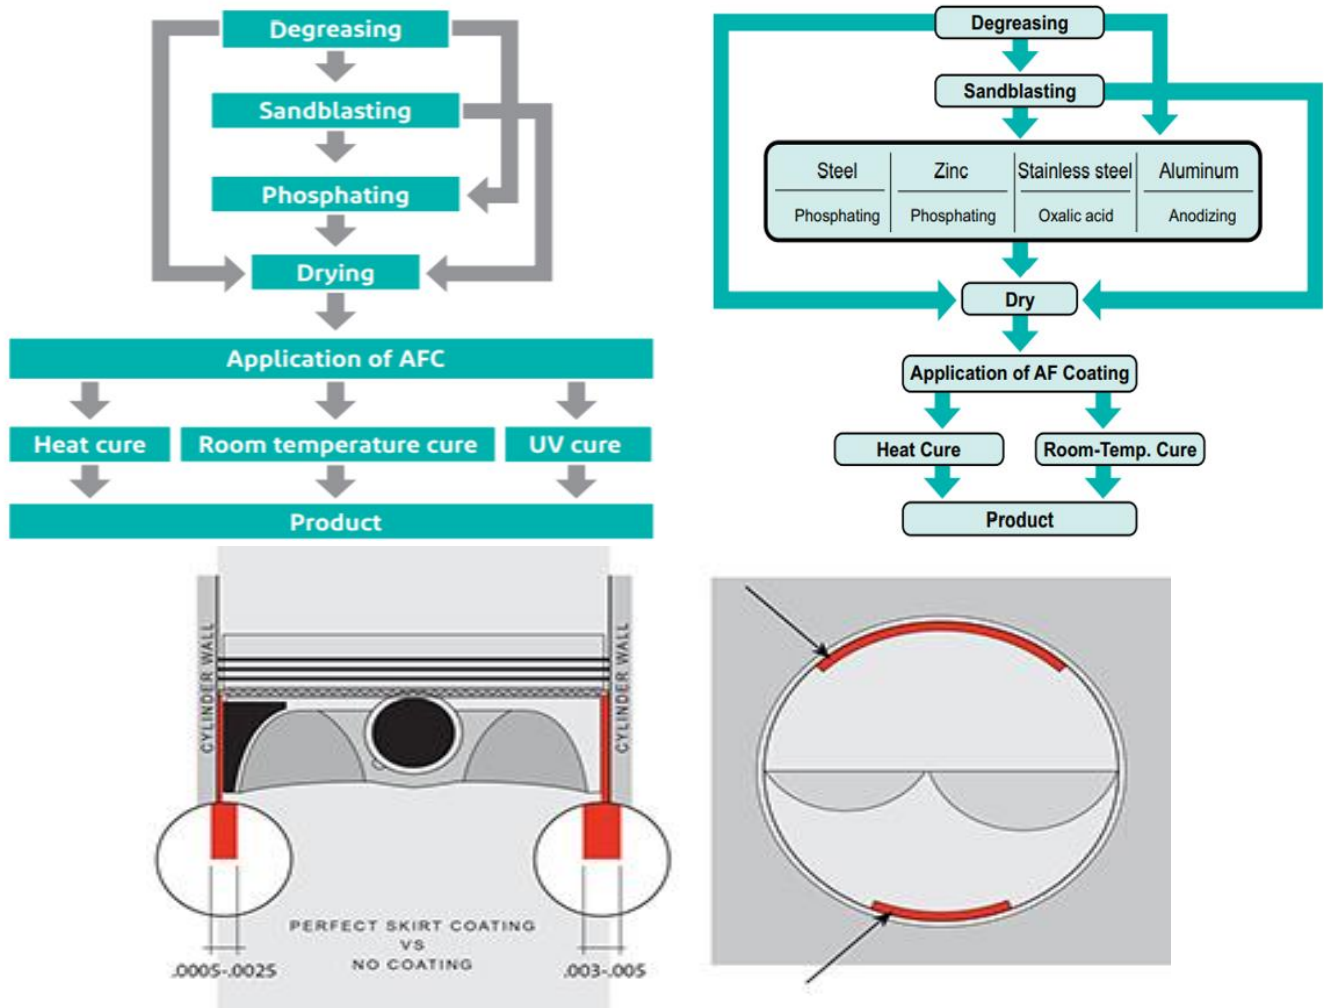 Degreasing
Sandblasting
Phosphating
Drying
Application of AFC
Heat cure
Room temperature cure
UV cure
Product
Degreasing
Sandblasting
Steel
Zinc
Stainless steel
Aluminum
Phosphating
Phosphating
Oxalic acid
Anodizing
Dry
Application of AF Coating
Heat Cure
Room-Temp. Cure
Product
CYLINDER WALL
CYLINDER WALL
PERFECT SKIRT COATING
VS
NO COATING
.0005-.0025
.003-.005